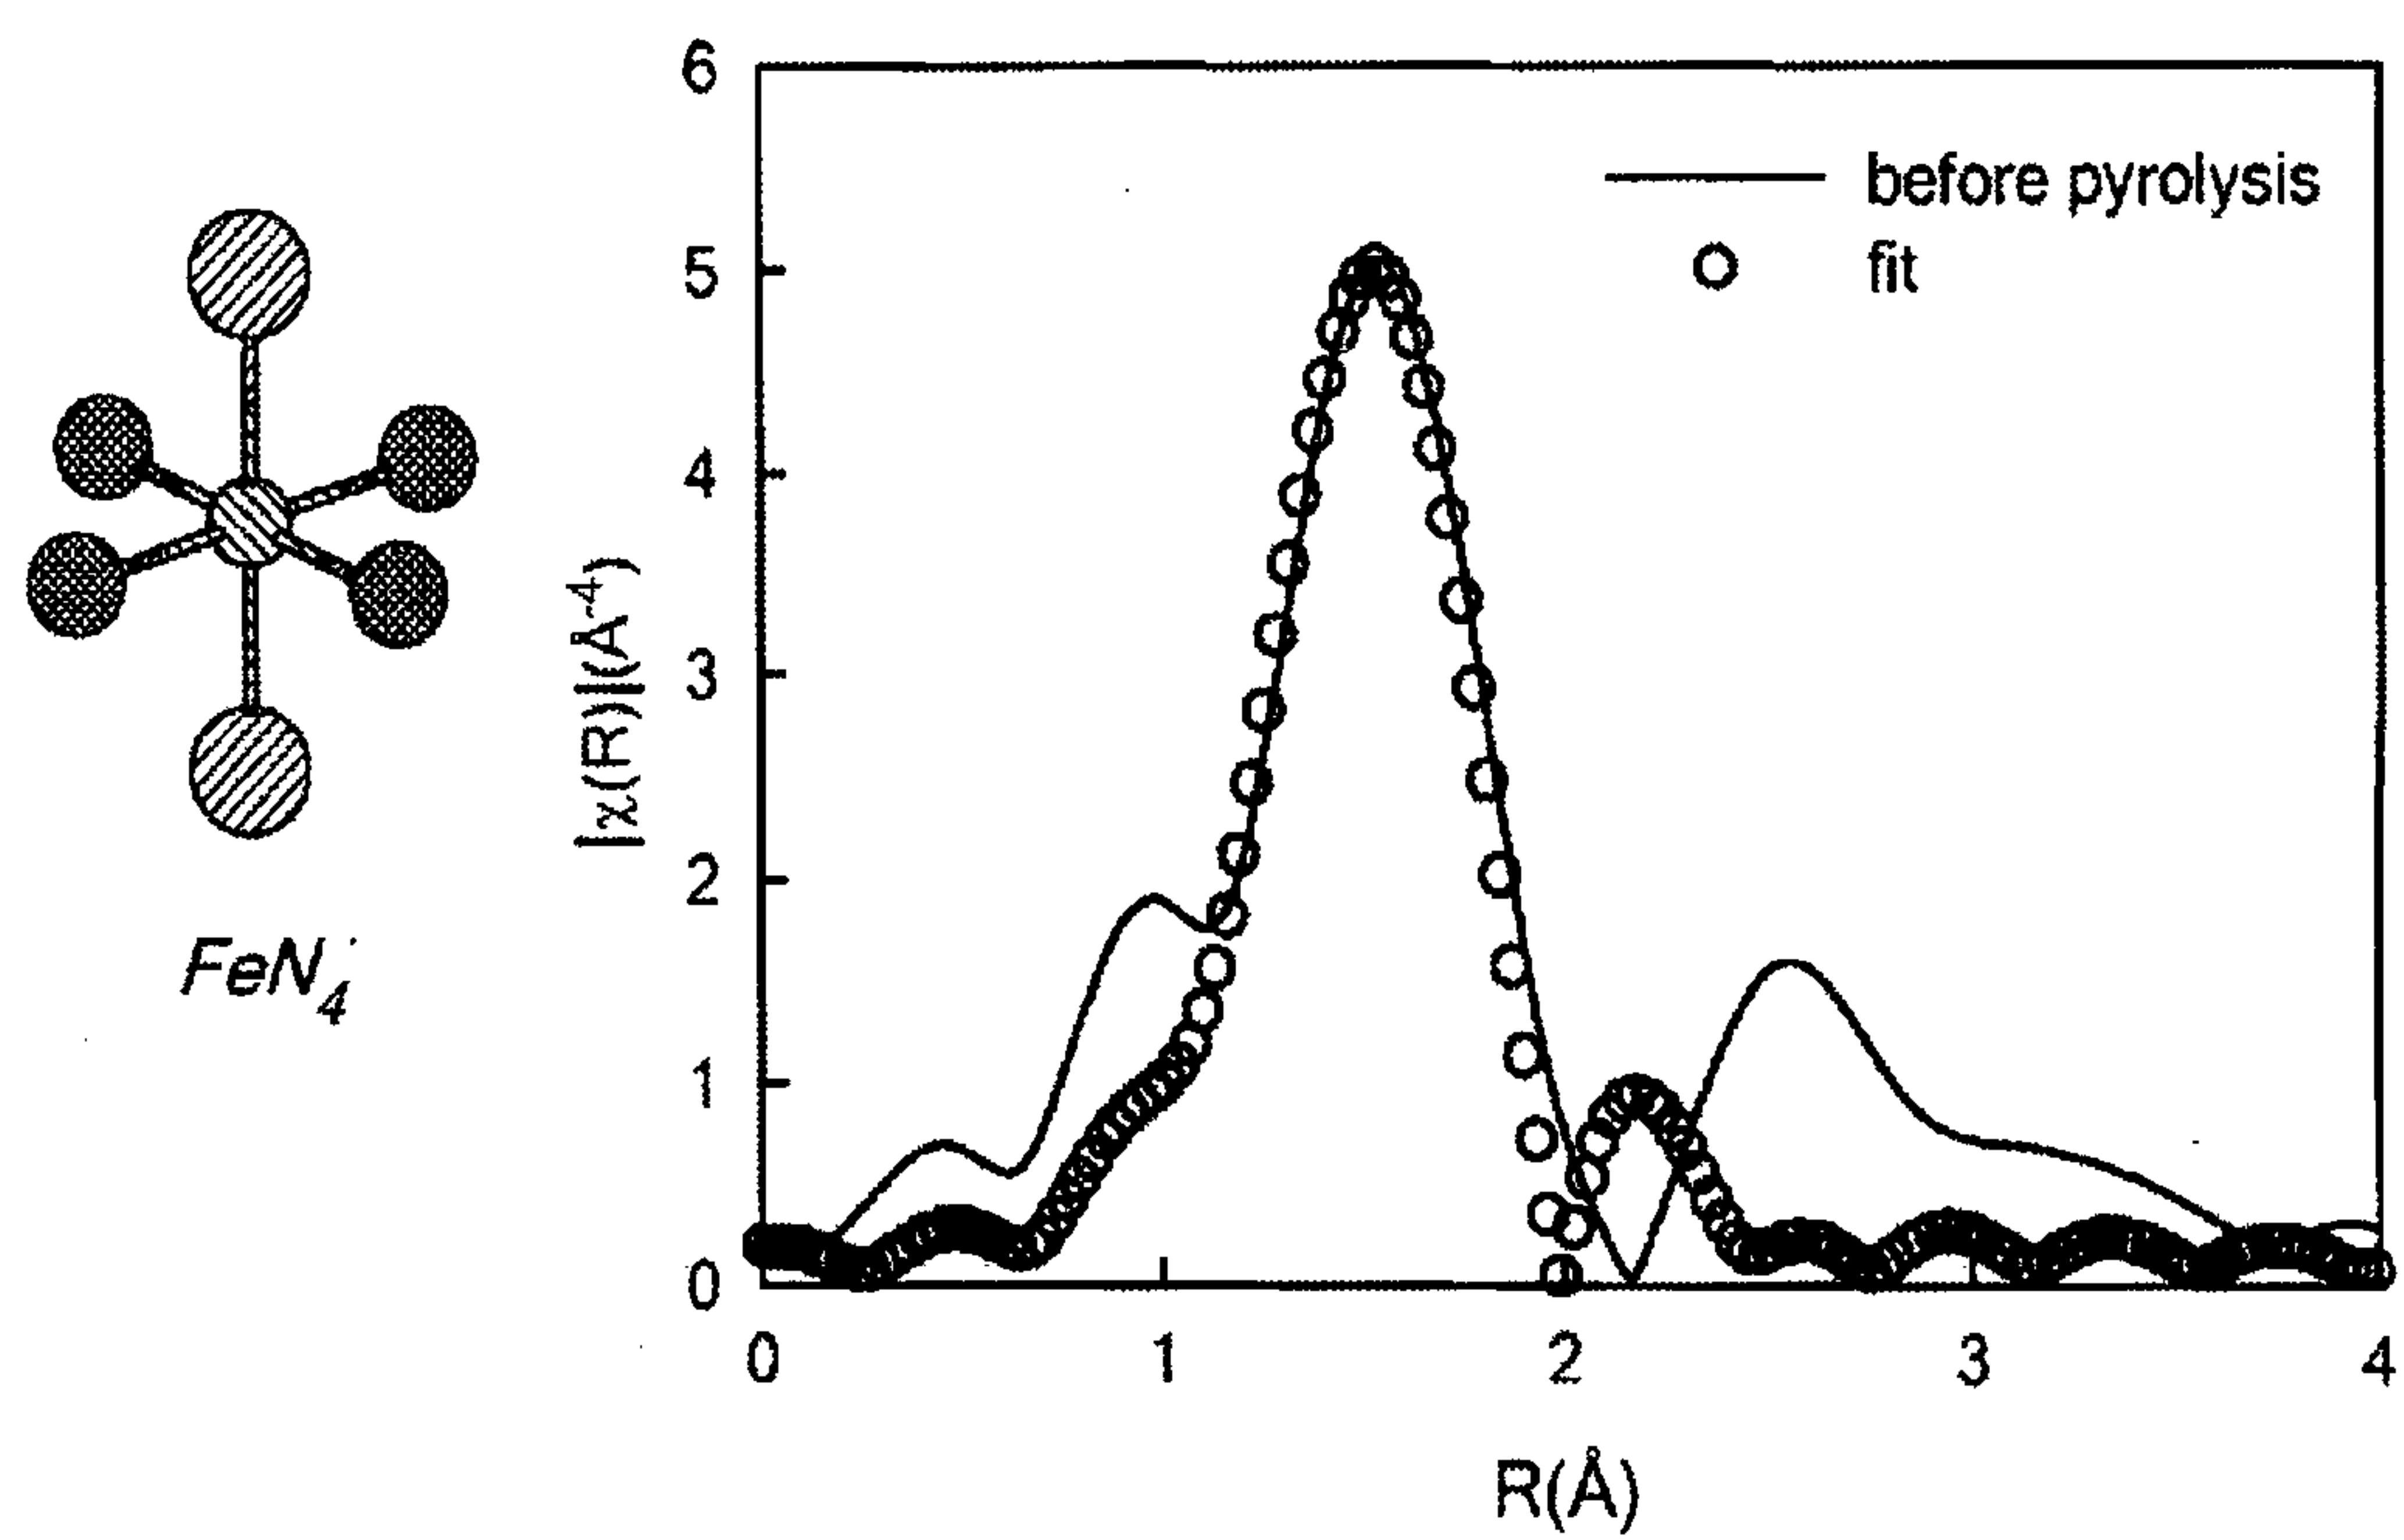 FeN4
|χ(R)|(Å-4)
6
5
4
3
2
1
0
before pyrolysis
fit
0 1 2 3 4
R(Å)